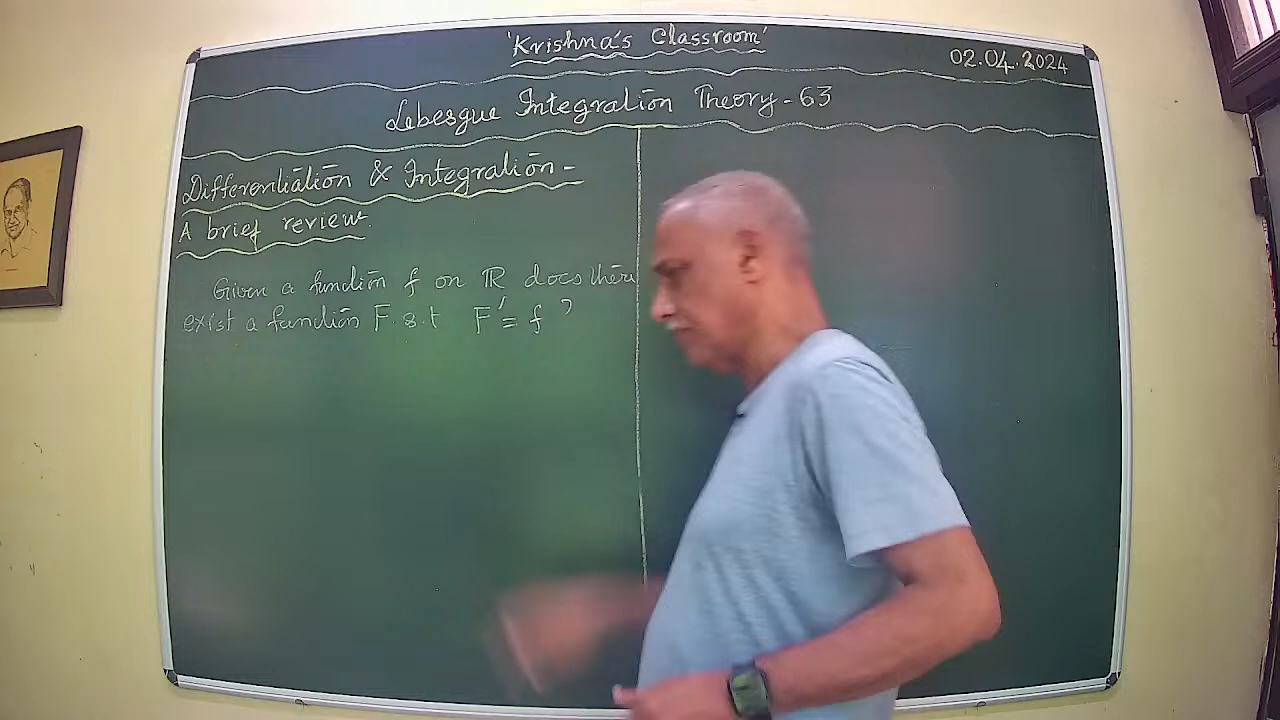 'Krishna's Classroom'
02.04.2024
Lebesgue Integration Theory - 63
Differentiation & Integration -
A brief review.
Given a function f on ℝ does there
exist a function F s.t F' = f ?